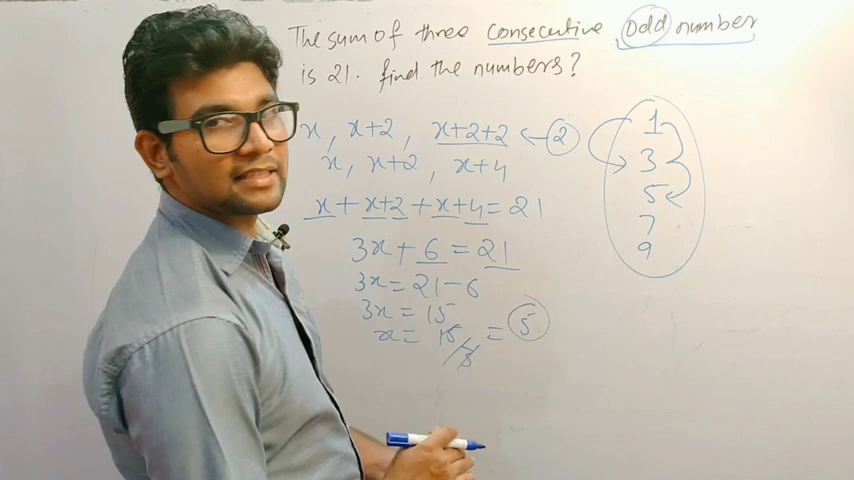 The sum of three consecutive odd number
is 21. find the numbers?
x, x+2, x+2+2 ← 2
x, x+2, x+4
x + x+2 + x+4 = 21
3x + 6 = 21
3x = 21-6
3x = 15
x = 15/3 = 5
1
3
5
7
9